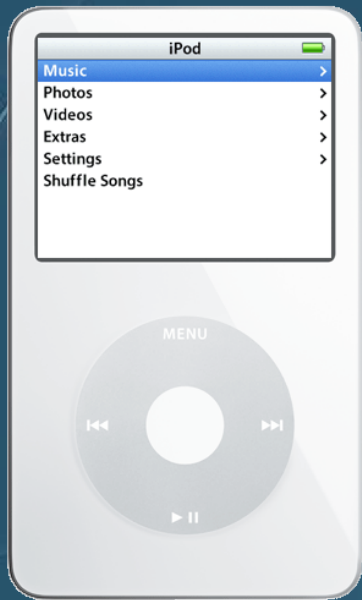 iPod
Music
Photos
Videos
Extras
Settings
Shuffle Songs
MENU